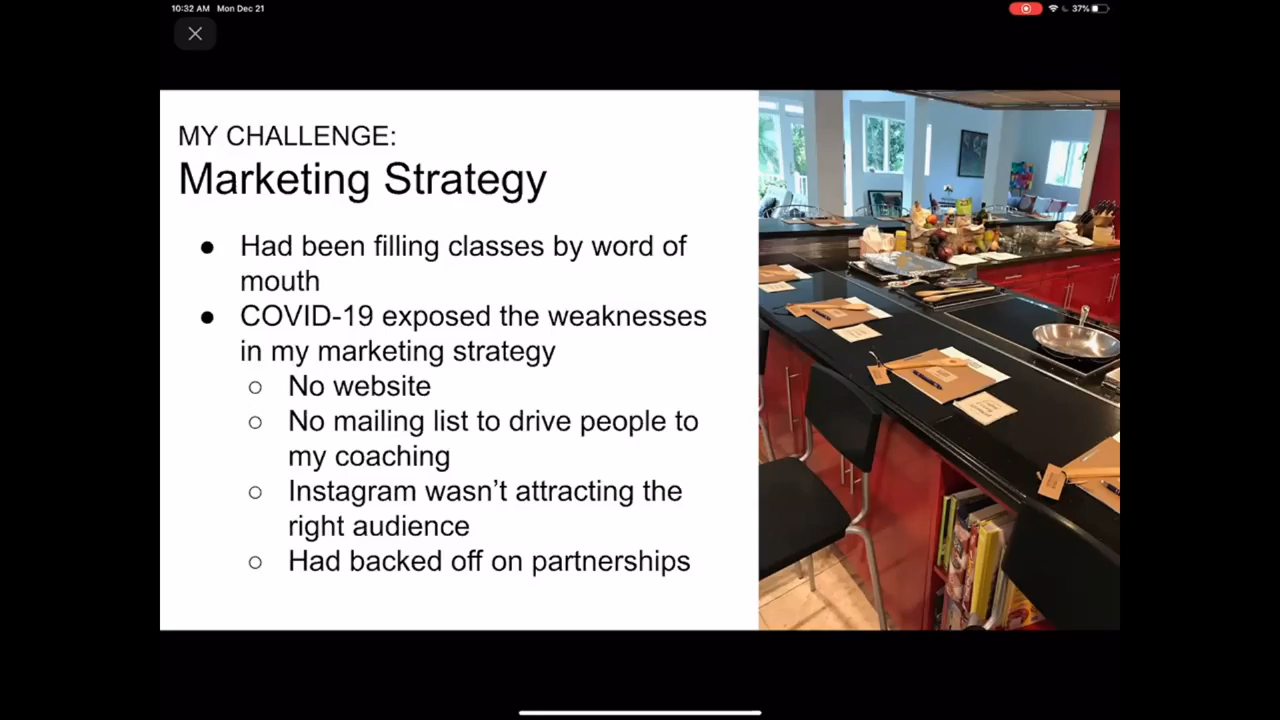 10:32 AM Mon Dec 21
37%
MY CHALLENGE:
Marketing Strategy
● Had been filling classes by word of
mouth
● COVID-19 exposed the weaknesses
in my marketing strategy
○ No website
○ No mailing list to drive people to
my coaching
○ Instagram wasn’t attracting the
right audience
○ Had backed off on partnerships